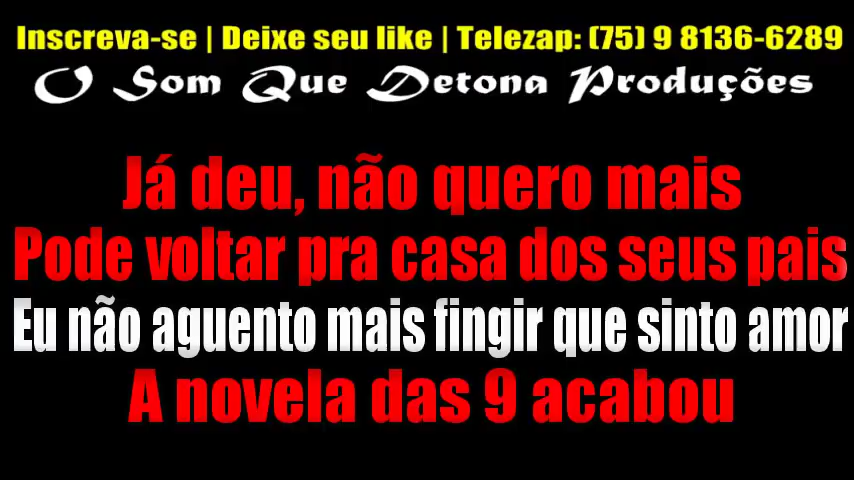 Inscreva-se | Deixe seu like | Telezap: (75) 9 8136-6289
O Som Que Detona Produções
Já deu, não quero mais
Pode voltar pra casa dos seus pais
Eu não aguento mais fingir que sinto amor
A novela das 9 acabou